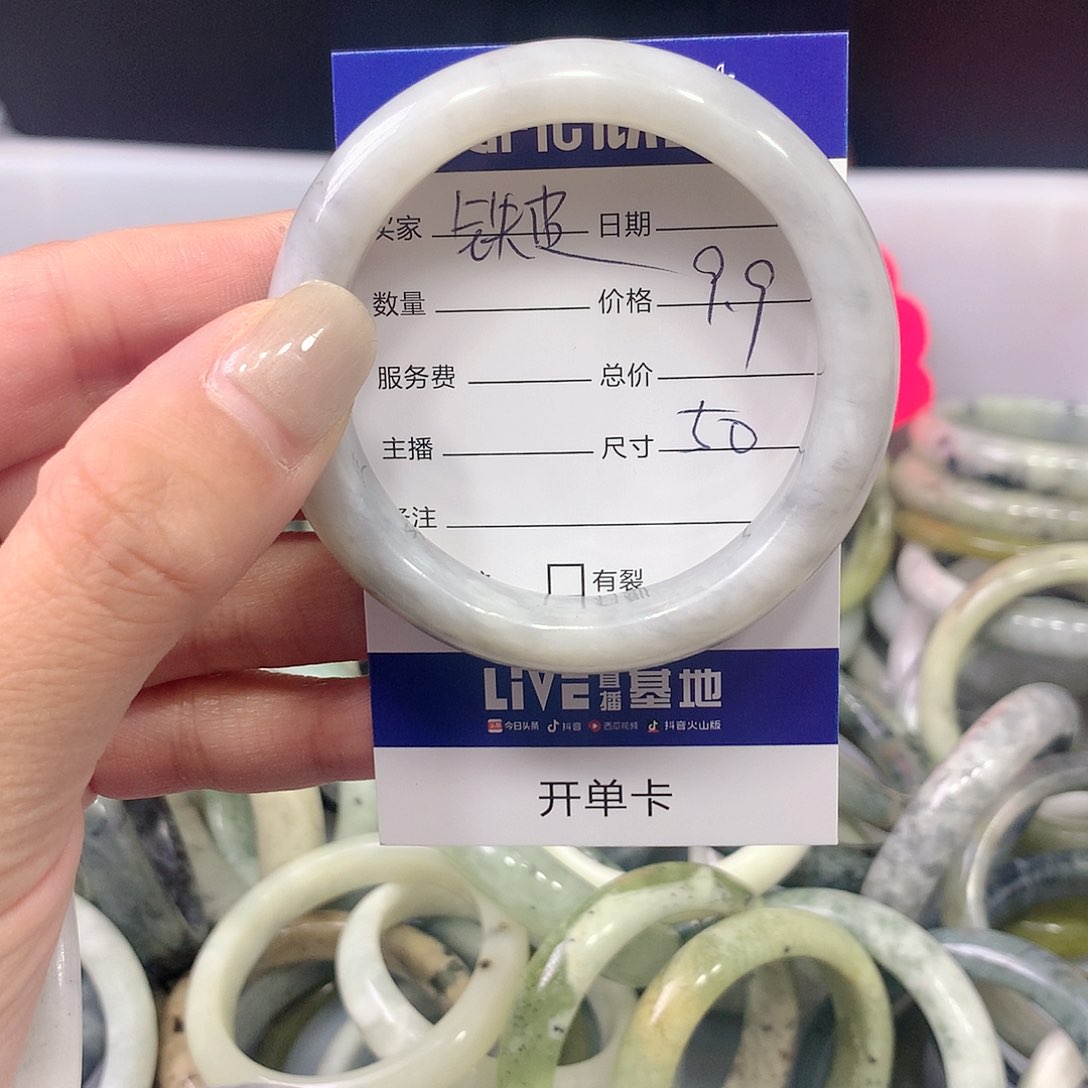 家 铁皮 日期
数量 价格 9.9
服务费 总价
主播 尺寸 50
注
有裂
LiVE直播基地
今日头条 抖音 西瓜视频 抖音火山版
开单卡